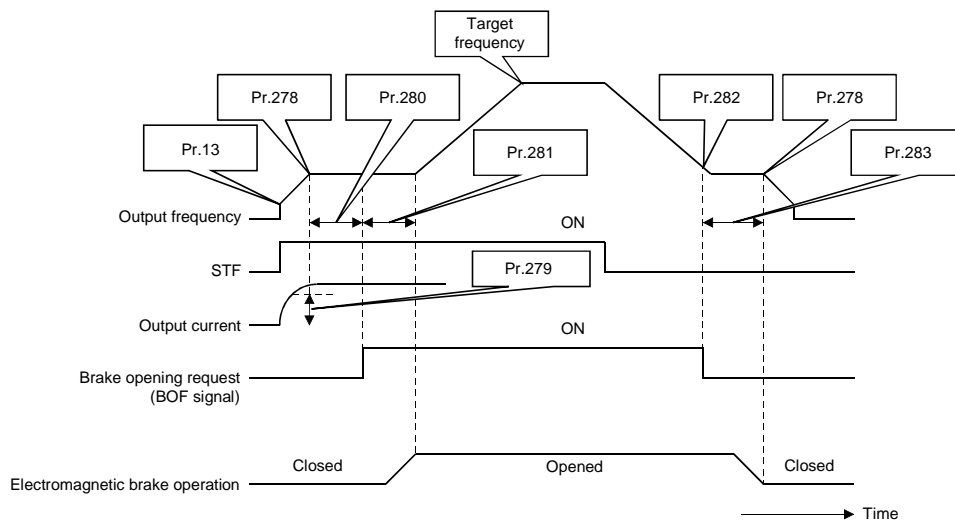 Target
frequency
Pr.278
Pr.280
Pr.282
Pr.278
Pr.13
Pr.281
Pr.283
Output frequency
ON
STF
Pr.279
Output current
ON
Brake opening request
(BOF signal)
Closed
Opened
Closed
Electromagnetic brake operation
Time